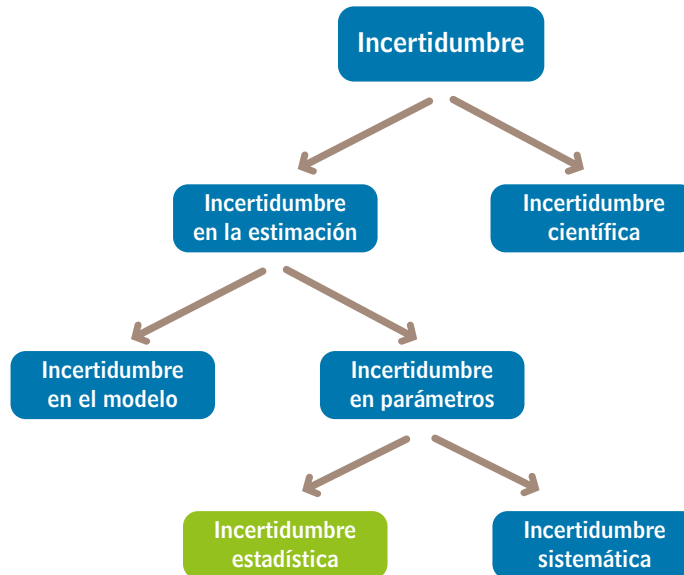 Incertidumbre
Incertidumbre
en la estimación
Incertidumbre
científica
Incertidumbre
en el modelo
Incertidumbre
en parámetros
Incertidumbre
estadística
Incertidumbre
sistemática